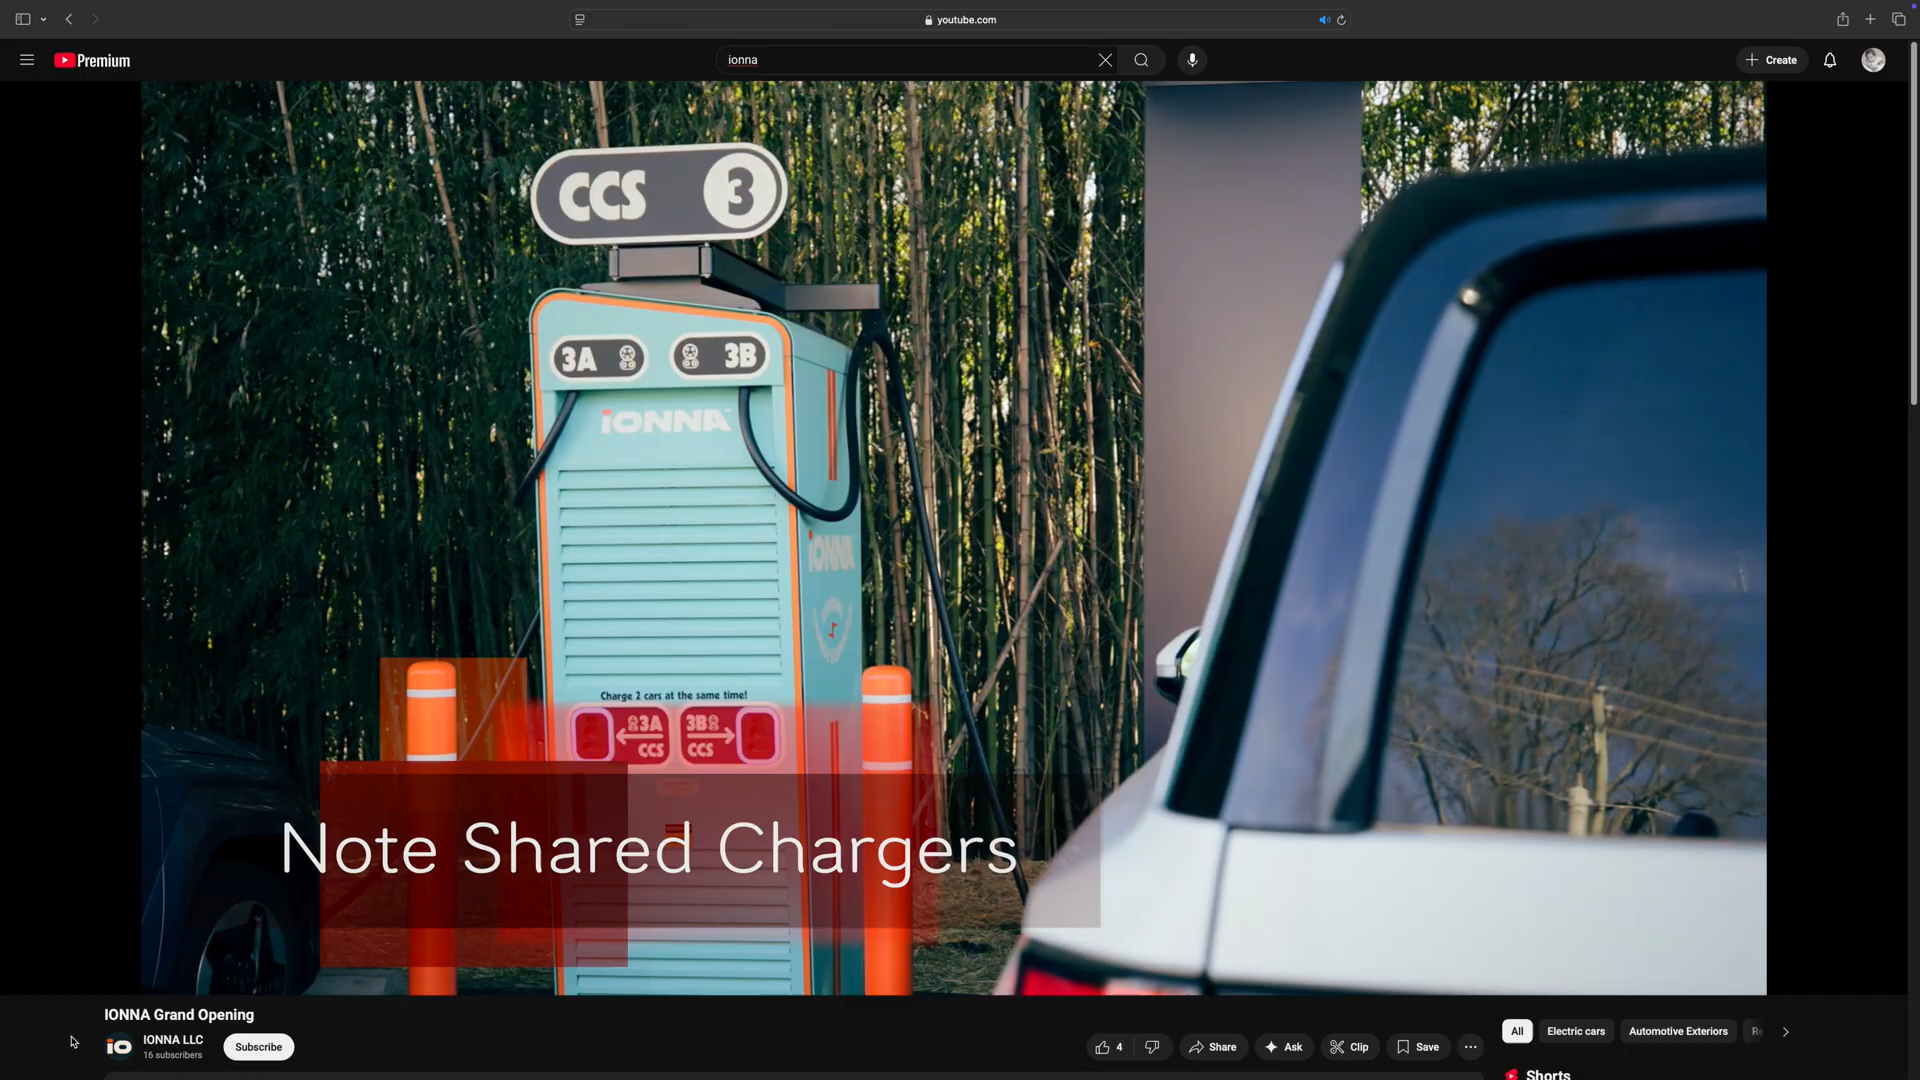 youtube.com
Premium
ionna
Create
CCS 3
3A
3B
iONNA
iONNA
Charge 2 cars at the same time!
3A
CCS
3B
CCS
Note Shared Chargers
IONNA Grand Opening
io
IONNA LLC
16 subscribers
Subscribe
4
Share
Ask
Clip
Save
All
Electric cars
Automotive Exteriors
Shorts